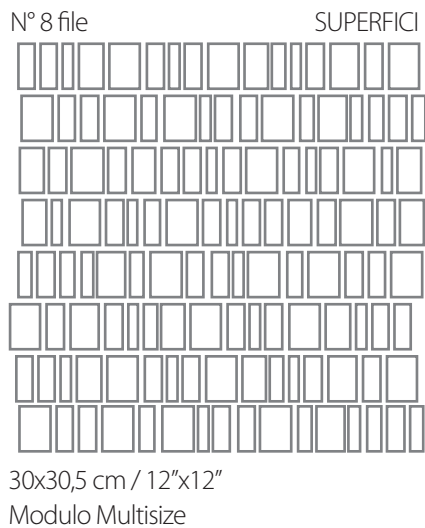 N° 8 file SUPERFICI
30x30,5 cm / 12”x12”
Modulo Multisize